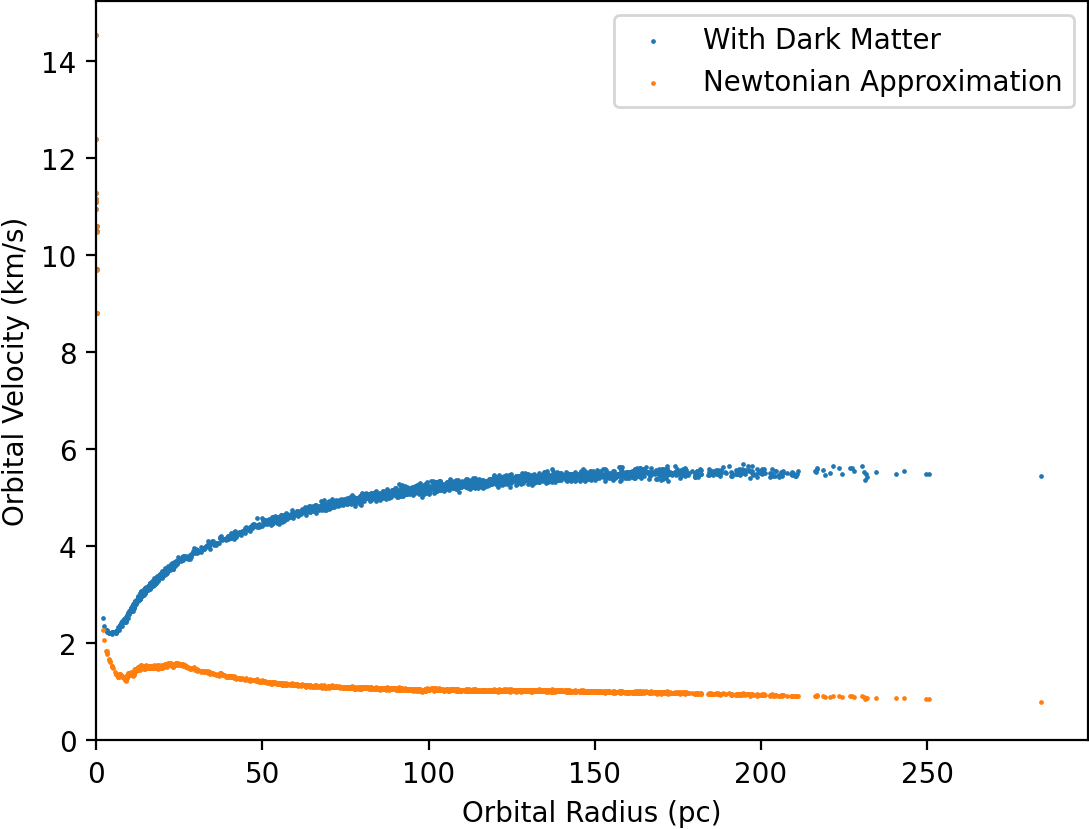 With Dark Matter
Newtonian Approximation
14
12
10
8
6
4
2
0
Orbital Velocity (km/s)
0 50 100 150 200 250
Orbital Radius (pc)